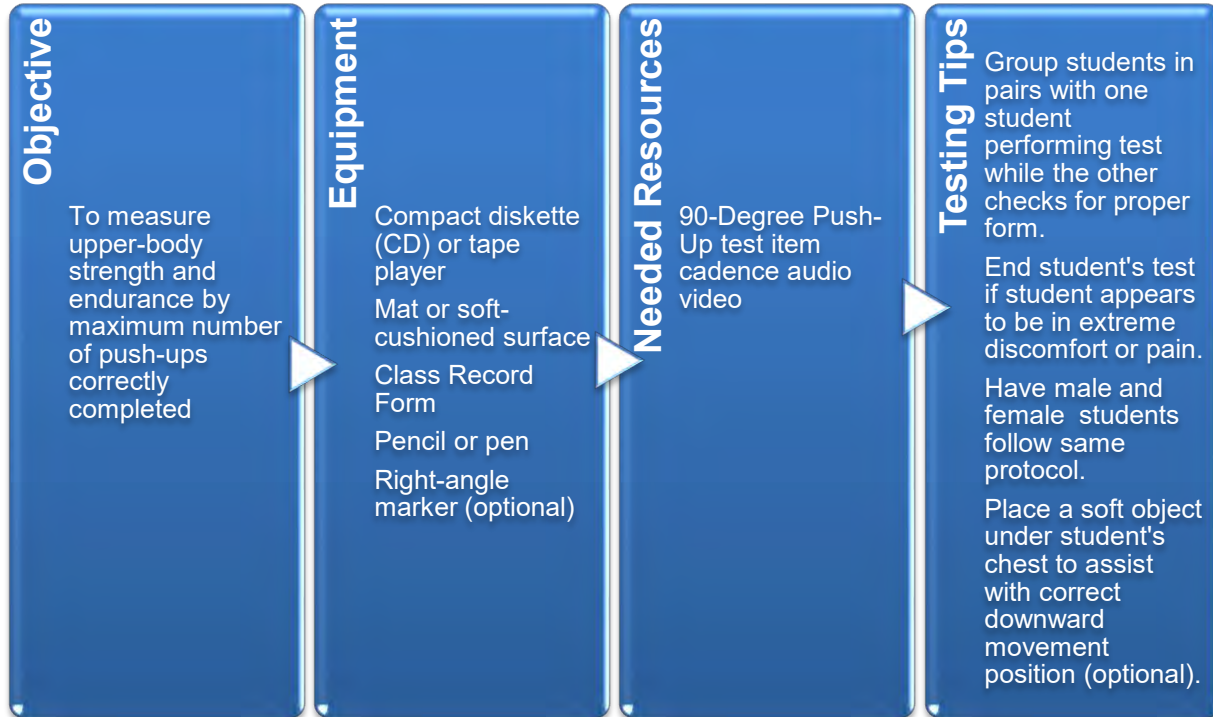 Objective
To measure
upper-body
strength and
endurance by
maximum number
of push-ups
correctly
completed
Equipment
Compact diskette
(CD) or tape
player
Mat or soft-
cushioned surface
Class Record
Form
Pencil or pen
Right-angle
marker (optional)
Needed Resources
90-Degree Push-
Up test item
cadence audio
video
Testing Tips
Group students in
pairs with one
student
performing test
while the other
checks for proper
form.
End student's test
if student appears
to be in extreme
discomfort or pain.
Have male and
female students
follow same
protocol.
Place a soft object
under student's
chest to assist
with correct
downward
movement
position (optional).